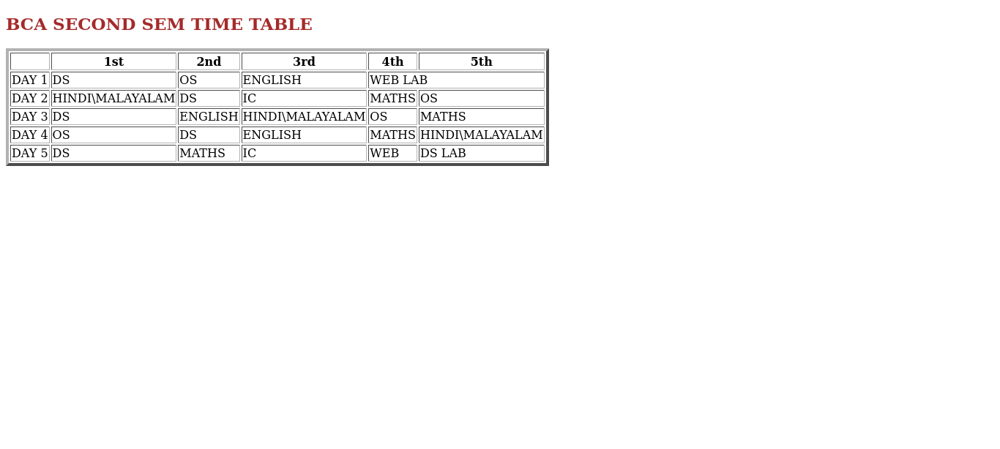 BCA SECOND SEM TIME TABLE
1st 2nd 3rd 4th 5th
DAY 1 DS OS ENGLISH WEB LAB
DAY 2 HINDI\MALAYALAM DS IC MATHS OS
DAY 3 DS ENGLISH HINDI\MALAYALAM OS MATHS
DAY 4 OS DS ENGLISH MATHS HINDI\MALAYALAM
DAY 5 DS MATHS IC WEB DS LAB